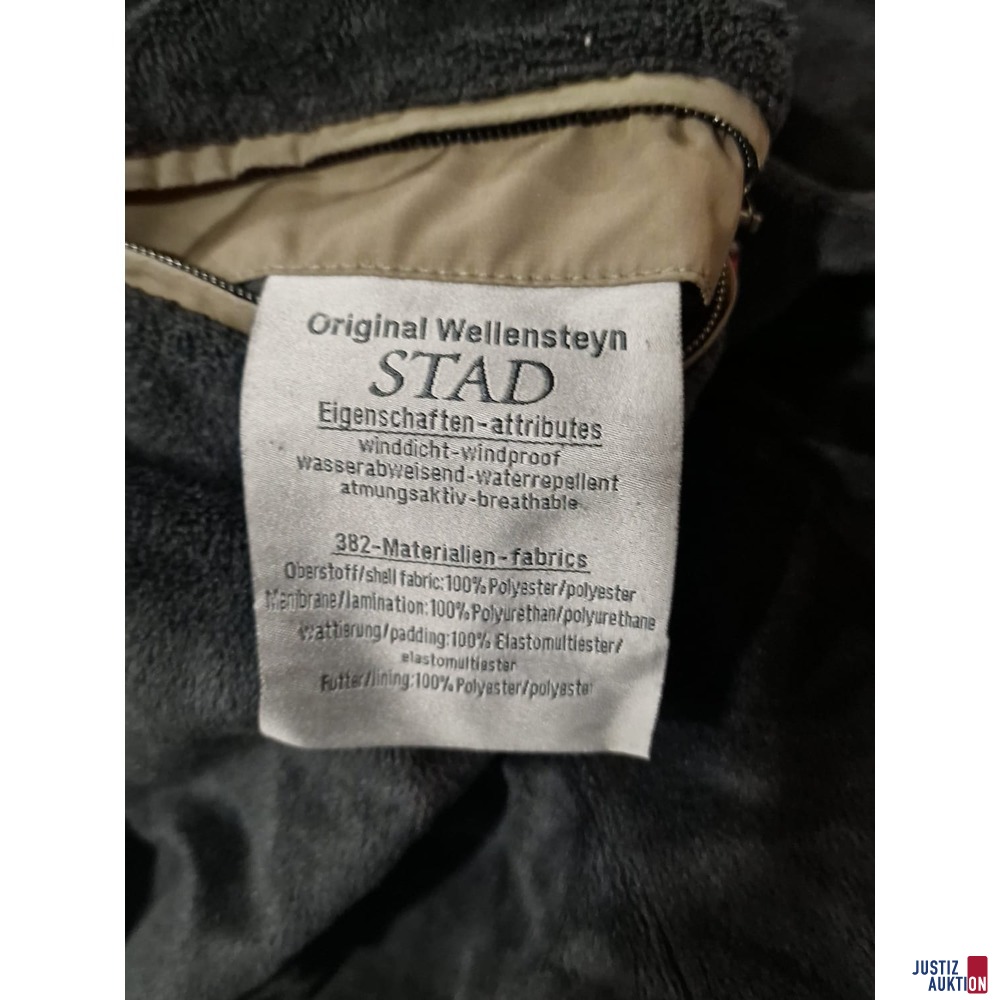 Original Wellensteyn
STAD
Eigenschaften-attributes
winddicht-windproof
wasserabweisend-waterrepellent
atmungsaktiv-breathable
382-Materialien-fabrics
Oberstoff/shell fabric:100% Polyester/polyester
Membrane/lamination:100% Polyurethan/polyurethane
Wattierung/padding:100% Elastomultiester/
elastomultiester
Futter/lining:100% Polyester/polyester
JUSTIZ
AUKTION